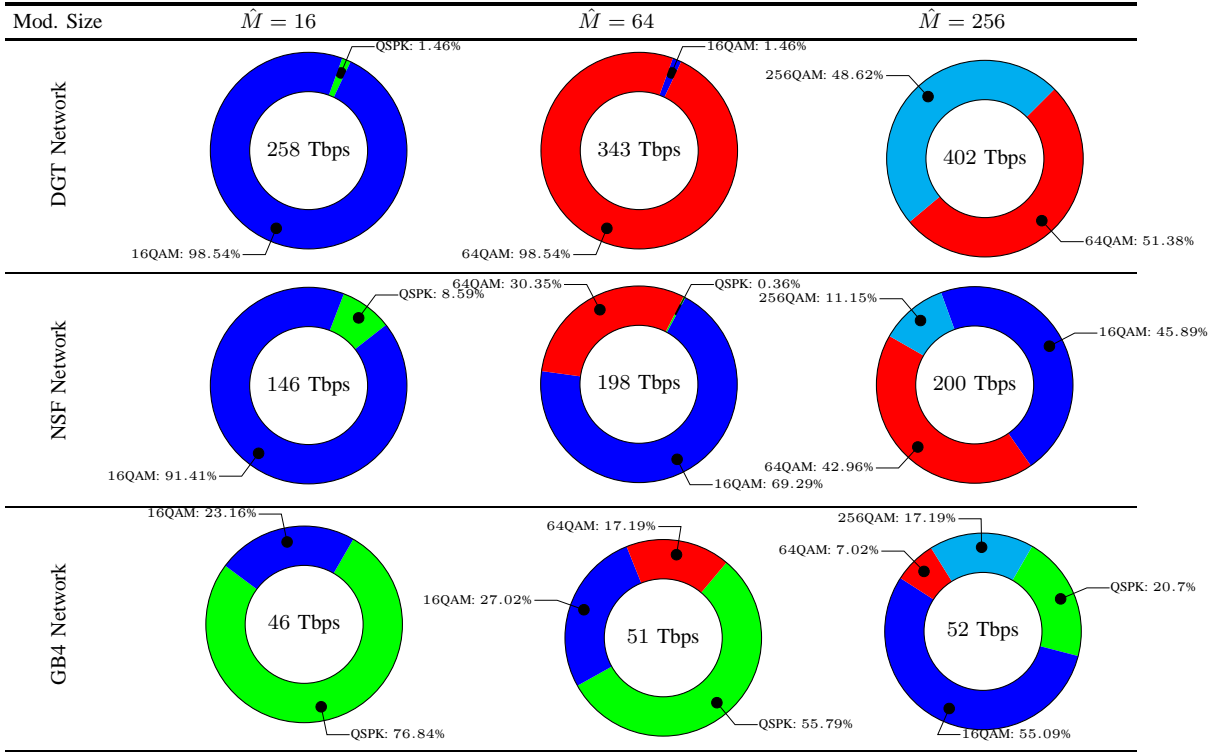 Mod. Size
M̂ = 16
M̂ = 64
M̂ = 256
DGT Network
QSPK: 1.46%
258 Tbps
16QAM: 98.54%
16QAM: 1.46%
343 Tbps
64QAM: 98.54%
256QAM: 48.62%
402 Tbps
64QAM: 51.38%
NSF Network
QSPK: 8.59%
146 Tbps
16QAM: 91.41%
64QAM: 30.35%
QSPK: 0.36%
198 Tbps
16QAM: 69.29%
256QAM: 11.15%
16QAM: 45.89%
200 Tbps
64QAM: 42.96%
GB4 Network
16QAM: 23.16%
46 Tbps
QSPK: 76.84%
64QAM: 17.19%
16QAM: 27.02%
51 Tbps
QSPK: 55.79%
256QAM: 17.19%
64QAM: 7.02%
QSPK: 20.7%
52 Tbps
16QAM: 55.09%